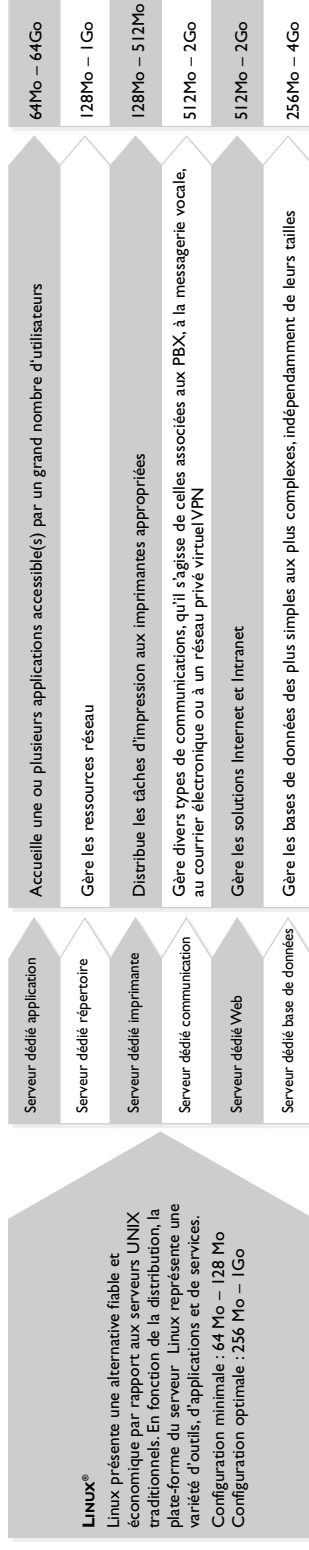 LINUX®
Linux présente une alternative fiable et
économique par rapport aux serveurs UNIX
traditionnels. En fonction de la distribution, la
plate-forme du serveur Linux représente une
variété d'outils, d'applications et de services.
Configuration minimale : 64 Mo – 128 Mo
Configuration optimale : 256 Mo – 1Go
Serveur dédié application
Accueille une ou plusieurs applications accessible(s) par un grand nombre d'utilisateurs
64Mo – 64Go
Serveur dédié répertoire
Gère les ressources réseau
128Mo – 1Go
Serveur dédié imprimante
Distribue les tâches d'impression aux imprimantes appropriées
128Mo – 512Mo
Serveur dédié communication
Gère divers types de communications, qu'il s'agisse de celles associées aux PBX, à la messagerie vocale,
au courrier électronique ou à un réseau privé virtuel VPN
512Mo – 2Go
Serveur dédié Web
Gère les solutions Internet et Intranet
512Mo – 2Go
Serveur dédié base de données
Gère les bases de données des plus simples aux plus complexes, indépendamment de leurs tailles
256Mo – 4Go